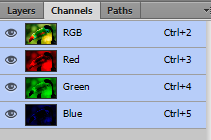 Layers Channels Paths
RGB Ctrl+2
Red Ctrl+3
Green Ctrl+4
Blue Ctrl+5